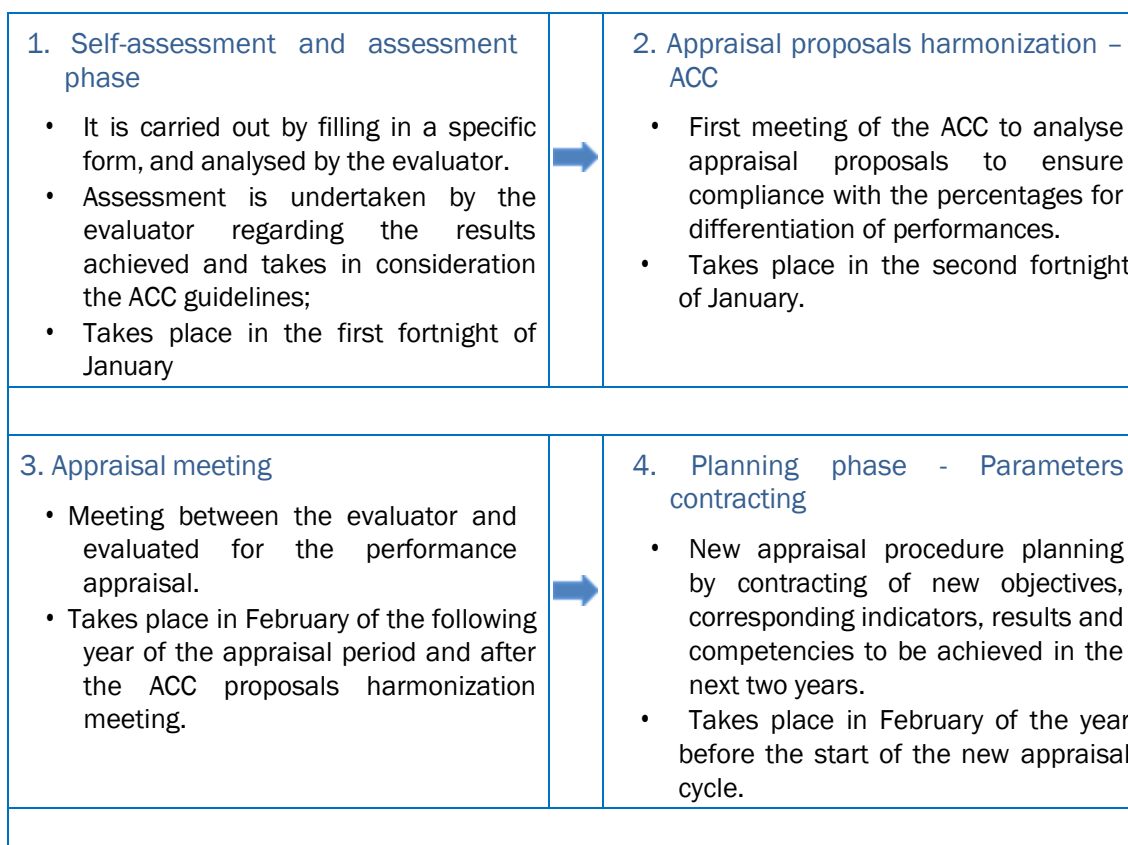 1. Self-assessment and assessment
phase
• It is carried out by filling in a specific
form, and analysed by the evaluator.
• Assessment is undertaken by the
evaluator regarding the results
achieved and takes in consideration
the ACC guidelines;
• Takes place in the first fortnight of
January
2. Appraisal proposals harmonization –
ACC
• First meeting of the ACC to analyse
appraisal proposals to ensure
compliance with the percentages for
differentiation of performances.
• Takes place in the second fortnight
of January.
3. Appraisal meeting
• Meeting between the evaluator and
evaluated for the performance
appraisal.
• Takes place in February of the following
year of the appraisal period and after
the ACC proposals harmonization
meeting.
4. Planning phase - Parameters
contracting
• New appraisal procedure planning
by contracting of new objectives,
corresponding indicators, results and
competencies to be achieved in the
next two years.
• Takes place in February of the year
before the start of the new appraisal
cycle.